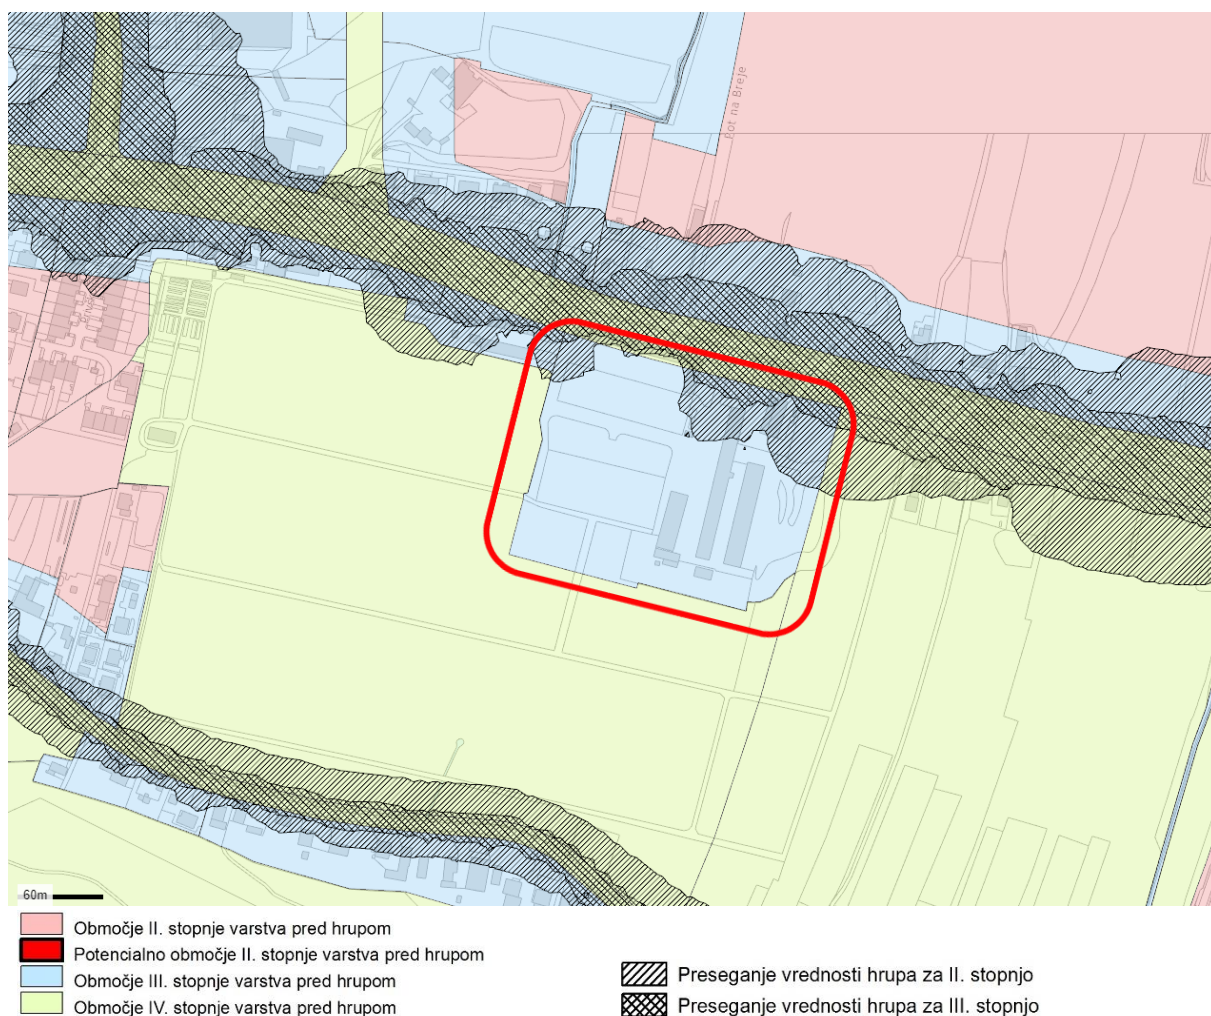 Pot na Breje
60m
Območje II. stopnje varstva pred hrupom
Potencialno območje II. stopnje varstva pred hrupom
Območje III. stopnje varstva pred hrupom
Območje IV. stopnje varstva pred hrupom
Preseganje vrednosti hrupa za II. stopnjo
Preseganje vrednosti hrupa za III. stopnjo